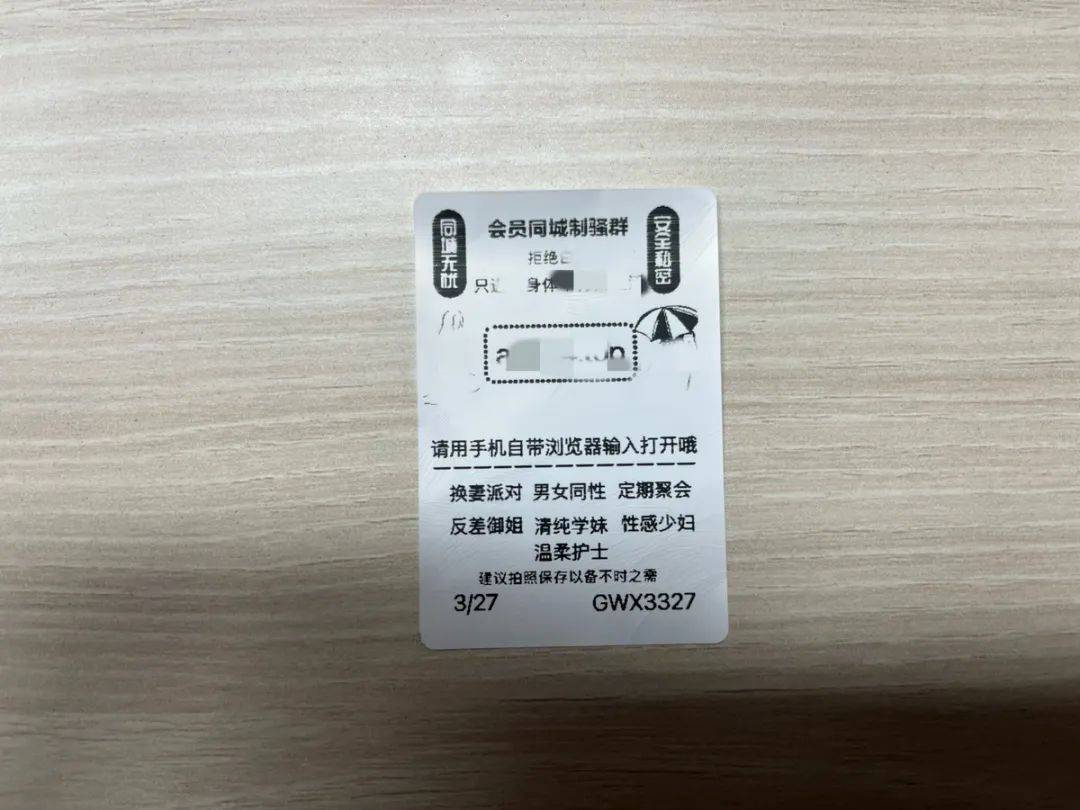 同城无忧
会员同城制骚群
安全私密
拒绝
只 身体
请用手机自带浏览器输入打开哦
换妻派对 男女同性 定期聚会
反差御姐 清纯学妹 性感少妇
温柔护士
建议拍照保存以备不时之需
3/27 GWX3327